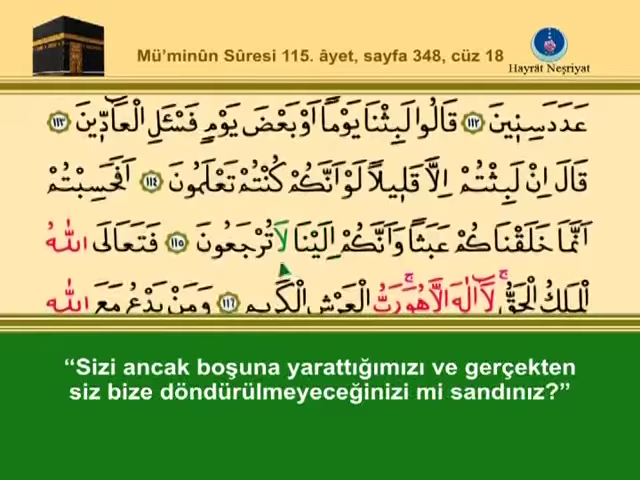 Mü’minûn Sûresi 115. âyet, sayfa 348, cüz 18
Hayrât Neşriyat
عَدَدَ سِنٖينَ ﴿١١٢﴾ قَالُوا لَبِثْنَا يَوْمًا اَوْ بَعْضَ يَوْمٍ فَسْـَٔلِ الْعَٓادّٖينَ ﴿١١٣﴾
قَالَ اِنْ لَبِثْتُمْ اِلَّا قَلٖيلًا لَوْ اَنَّكُمْ كُنْتُمْ تَعْلَمُونَ ﴿١١٤﴾ اَفَحَسِبْتُمْ
اَنَّمَا خَلَقْنَاكُمْ عَبَثًا وَاَنَّكُمْ اِلَيْنَا لَا تُرْجَعُونَ ﴿١١٥﴾ فَتَعَالَى اللّٰهُ
الْمَلِكُ الْحَقُّۚ لَٓا اِلٰهَ اِلَّا هُوَۚ رَبُّ الْعَرْشِ الْكَرٖيمِ ﴿١١٦﴾ وَمَنْ يَدْعُ مَعَ اللّٰهِ
“Sizi ancak boşuna yarattığımızı ve gerçekten
siz bize döndürülmeyeceğinizi mi sandınız?”